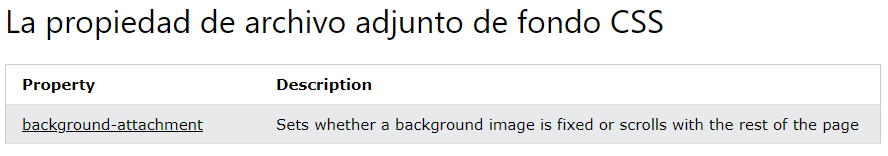 La propiedad de archivo adjunto de fondo CSS
Property Description
background-attachment Sets whether a background image is fixed or scrolls with the rest of the page